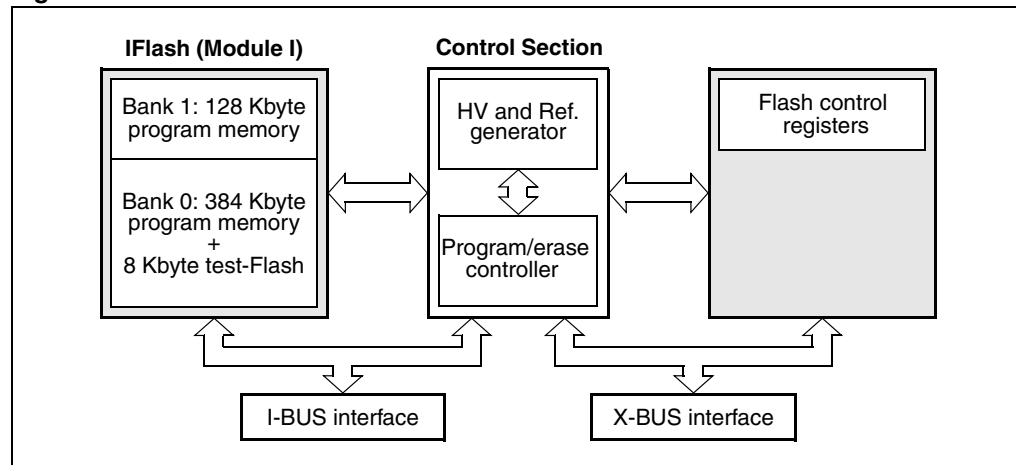 IFlash (Module I)
Control Section
Bank 1: 128 Kbyte
program memory
Bank 0: 384 Kbyte
program memory
+
8 Kbyte test-Flash
HV and Ref.
generator
Program/erase
controller
Flash control
registers
I-BUS interface
X-BUS interface